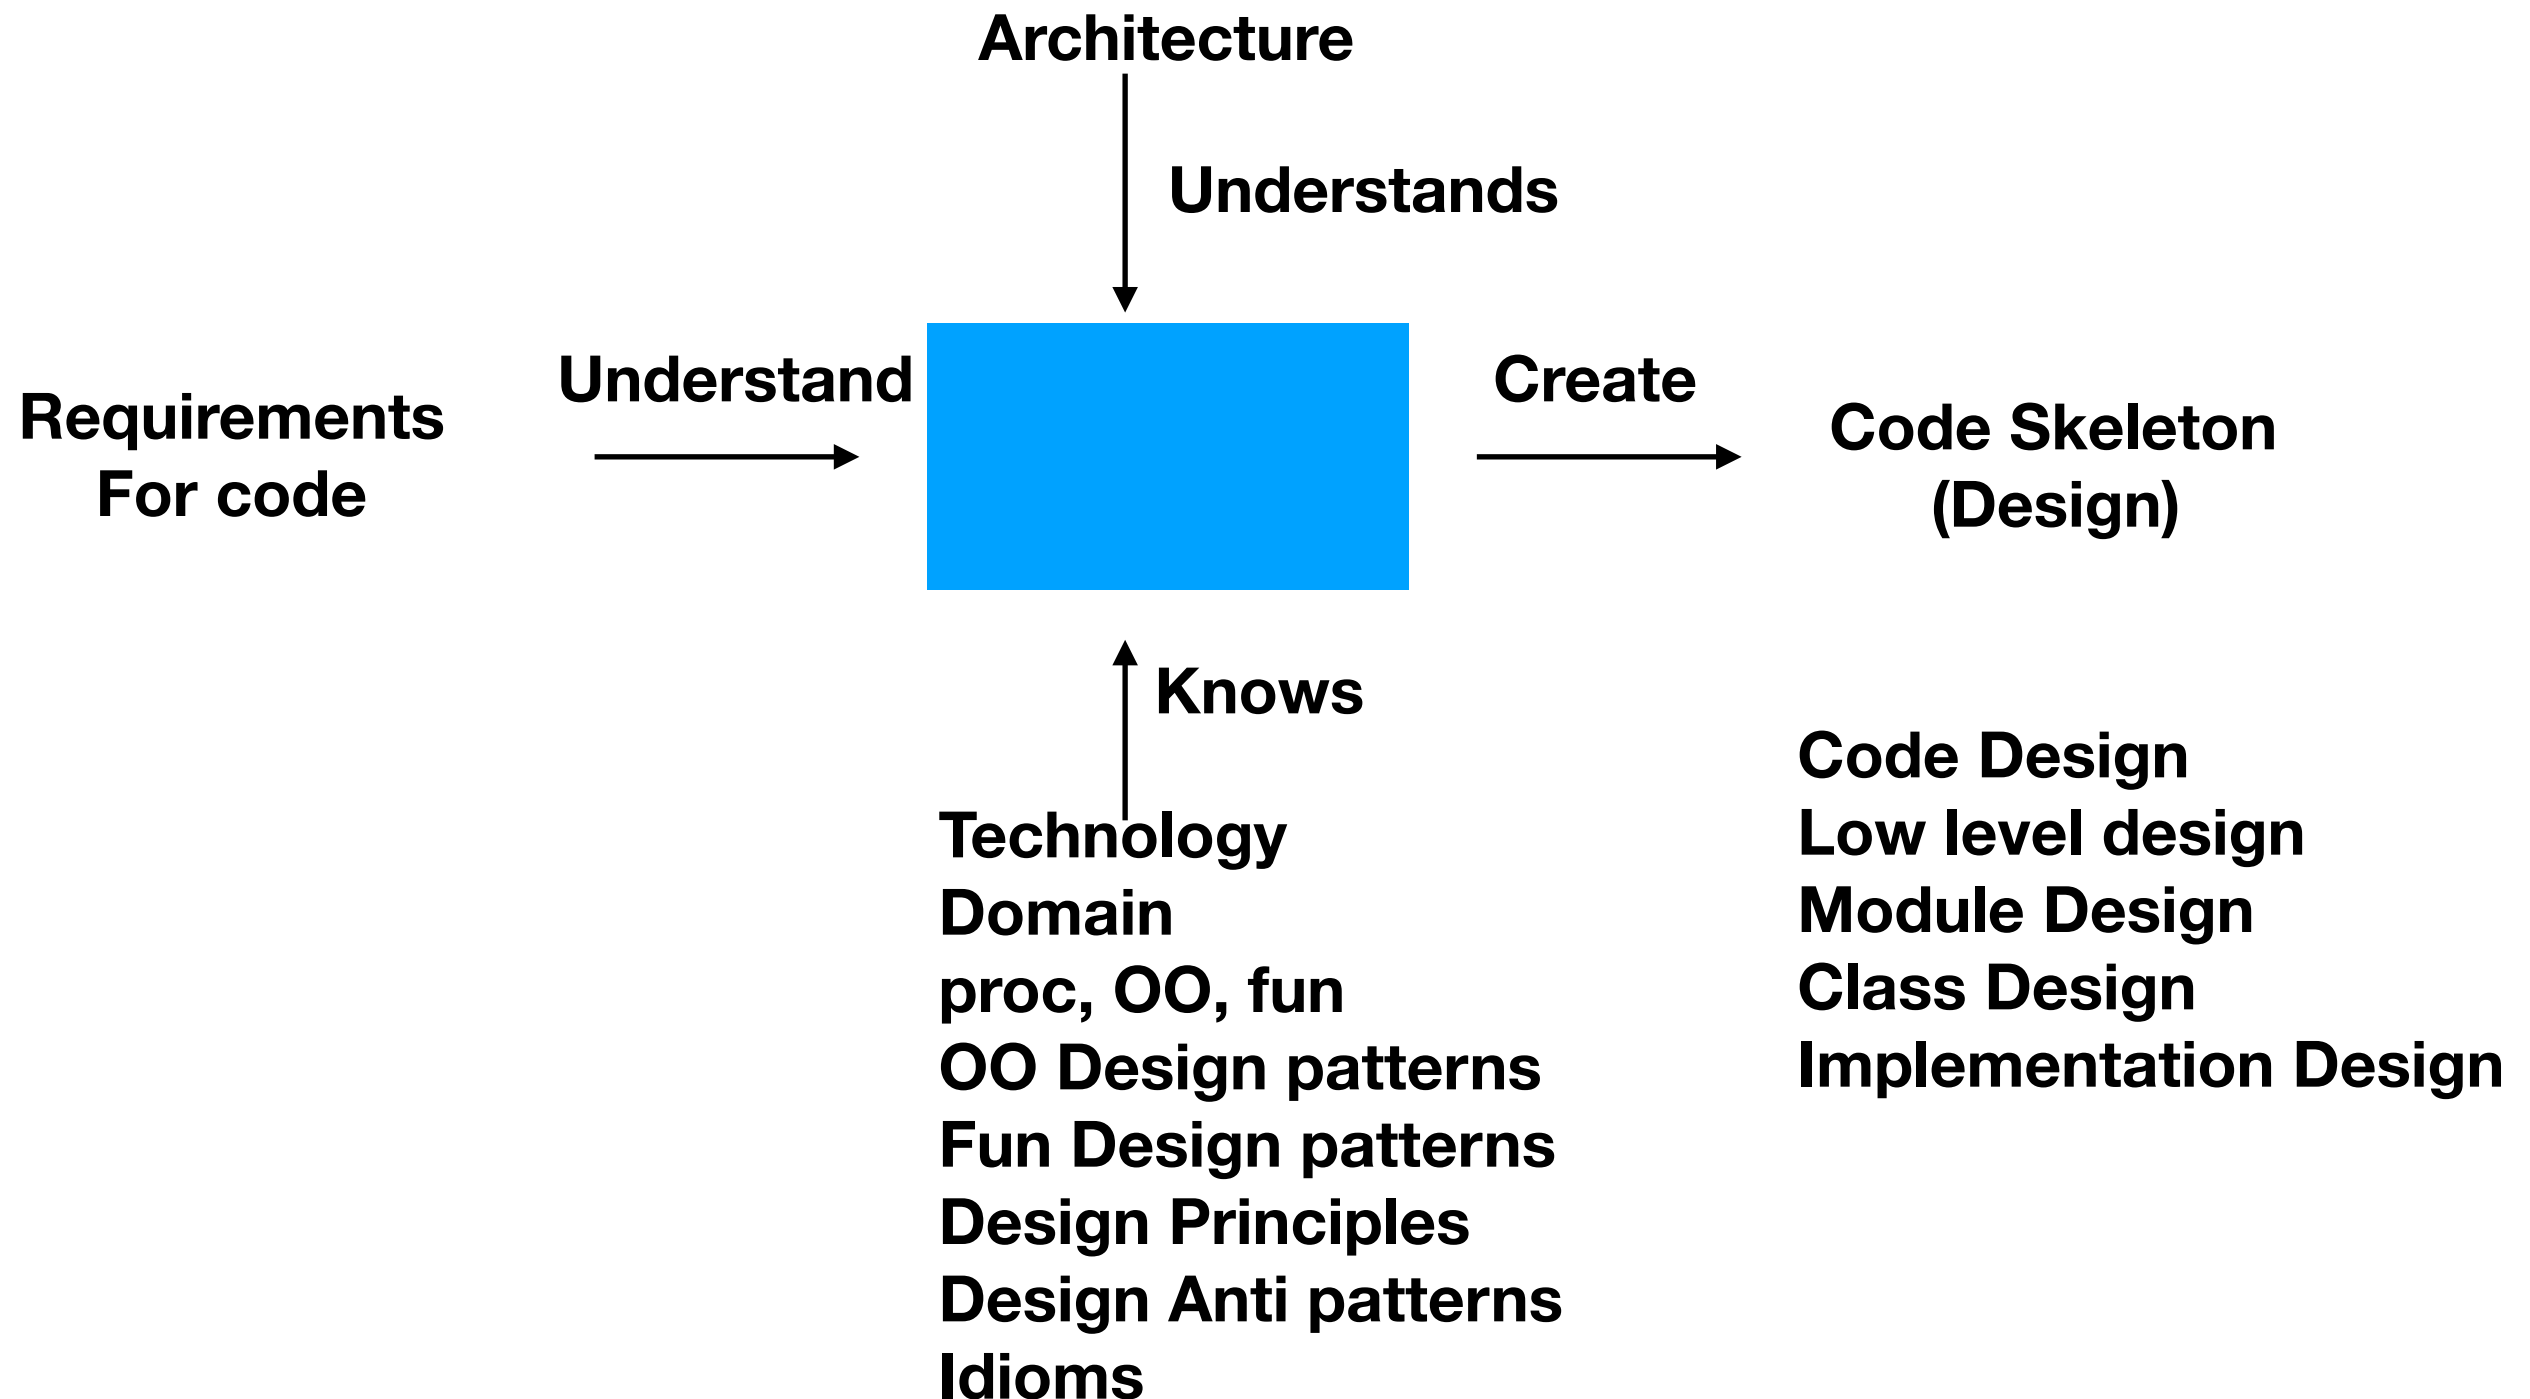 Architecture
Understands
Understand
Create
Requirements
For code
Code Skeleton
(Design)
Knows
Technology
Domain
proc, OO, fun
OO Design patterns
Fun Design patterns
Design Principles
Design Anti patterns
Idioms
Code Design
Low level design
Module Design
Class Design
Implementation Design